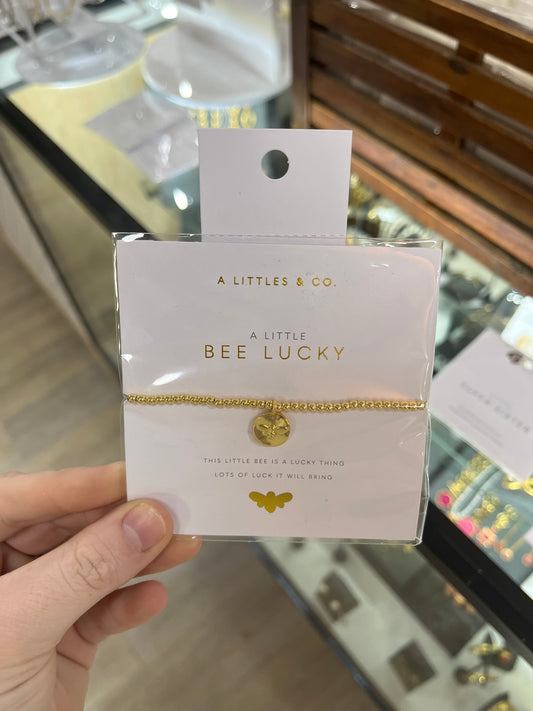 A LITTLES & CO.
A LITTLE
BEE LUCKY
THIS LITTLE BEE IS A LUCKY THING
LOTS OF LUCK IT WILL BRING